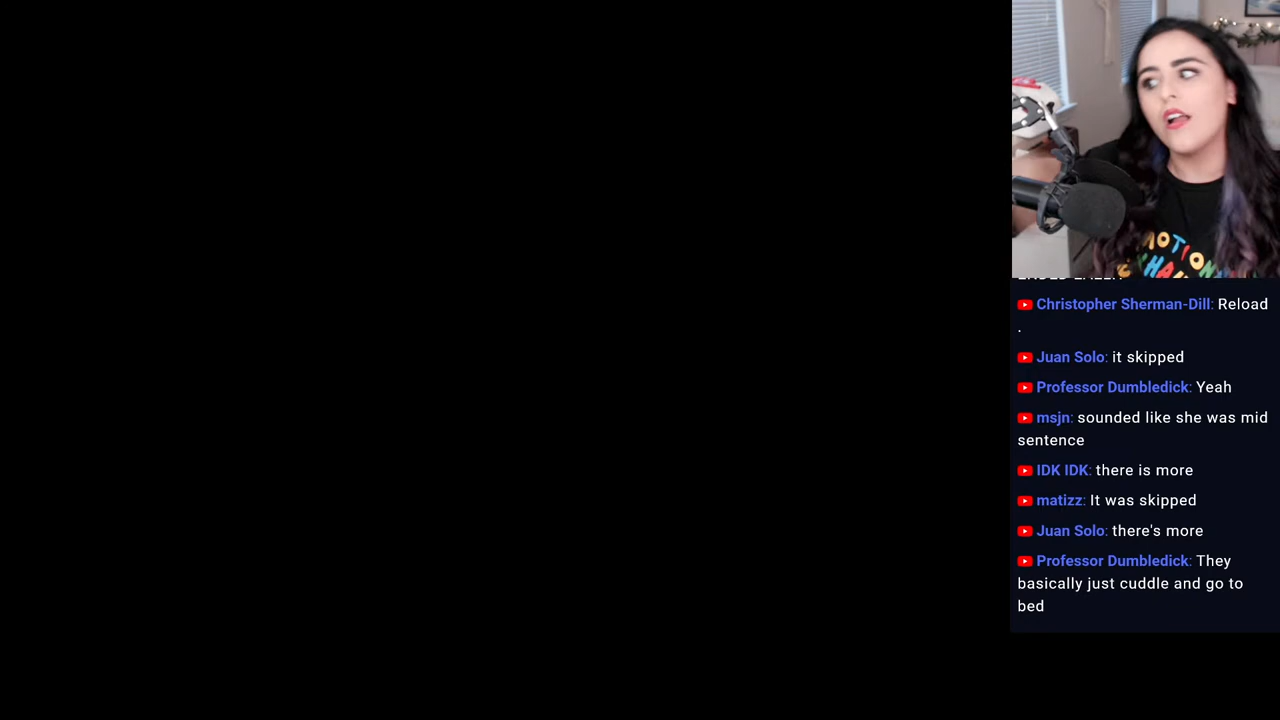 Christopher Sherman-Dill: Reload
.
Juan Solo: it skipped
Professor Dumbledick: Yeah
msjn: sounded like she was mid
sentence
IDK IDK: there is more
matizz: It was skipped
Juan Solo: there's more
Professor Dumbledick: They
basically just cuddle and go to
bed